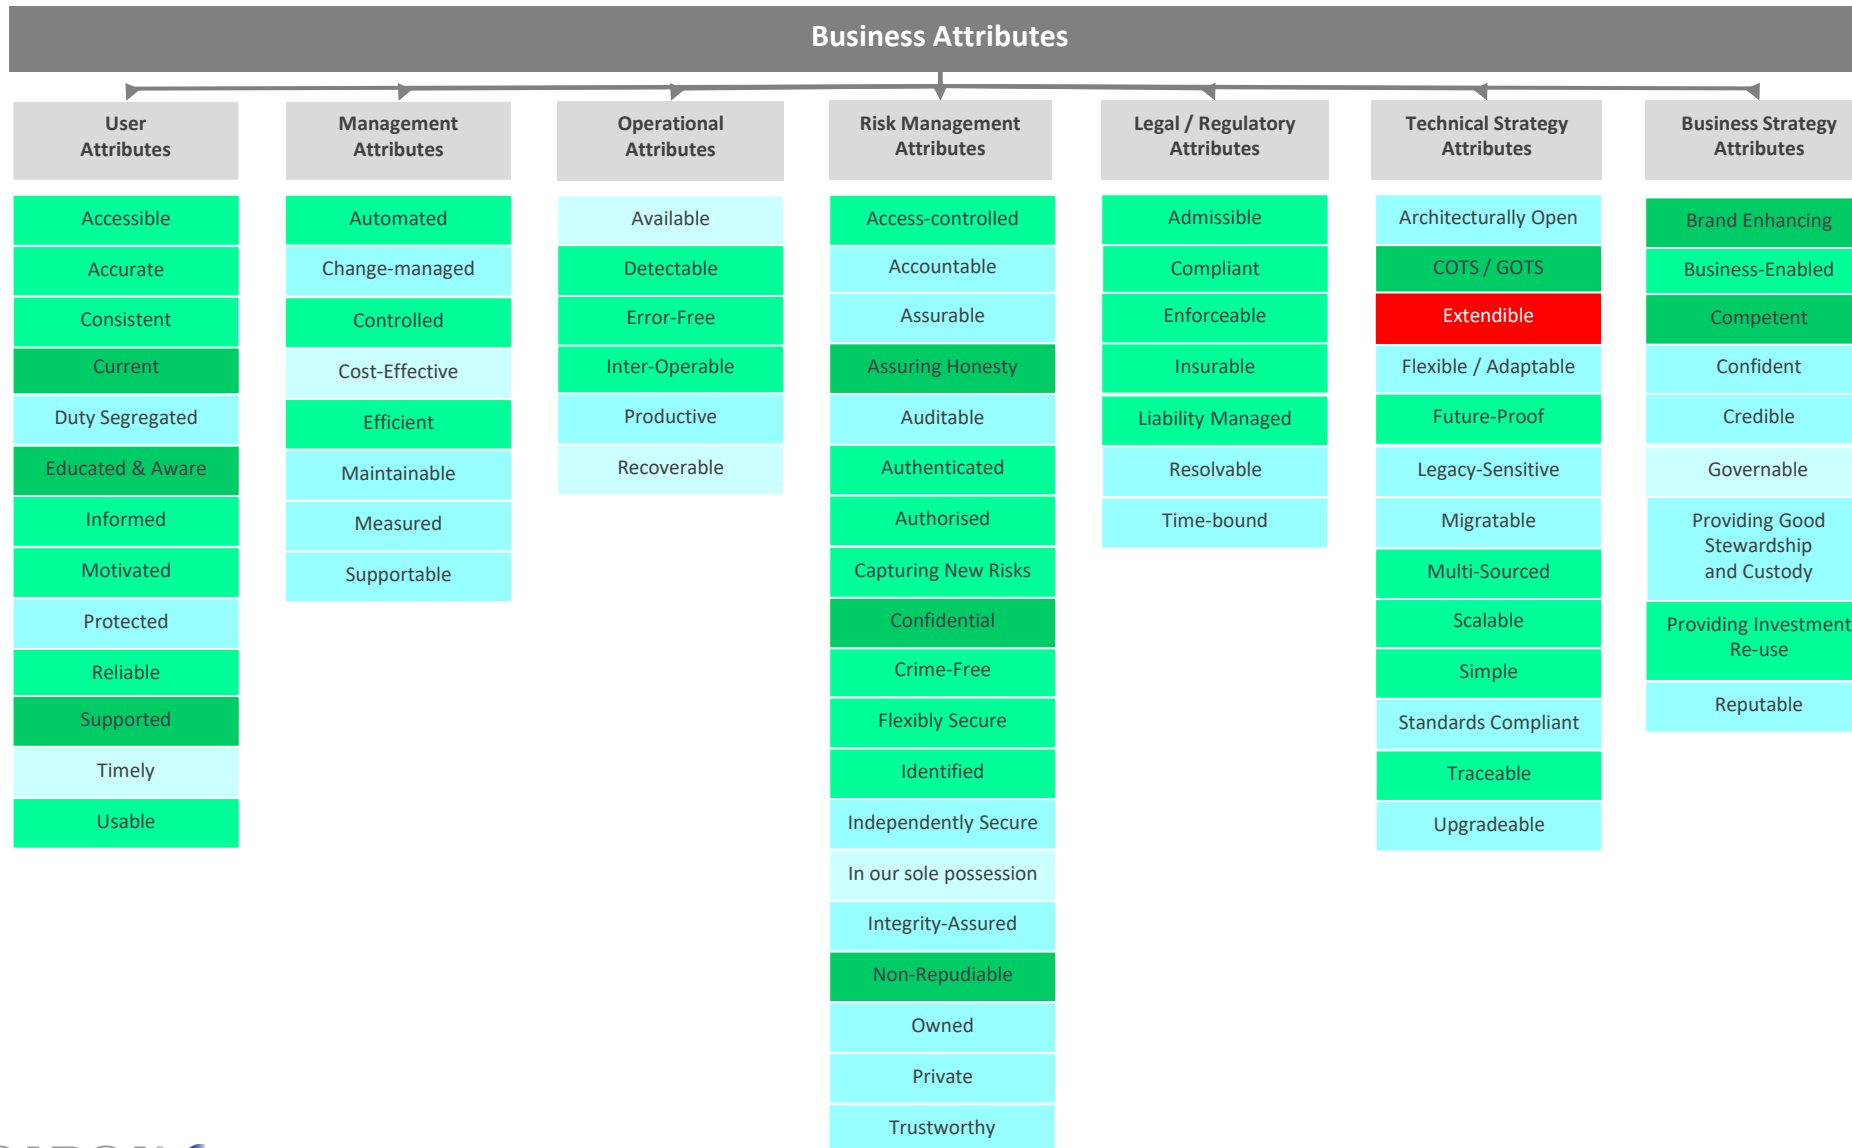 Business Attributes
User
Attributes
Management
Attributes
Operational
Attributes
Risk Management
Attributes
Legal / Regulatory
Attributes
Technical Strategy
Attributes
Business Strategy
Attributes
Accessible
Accurate
Consistent
Current
Duty Segregated
Educated & Aware
Informed
Motivated
Protected
Reliable
Supported
Timely
Usable
Automated
Change-managed
Controlled
Cost-Effective
Efficient
Maintainable
Measured
Supportable
Available
Detectable
Error-Free
Inter-Operable
Productive
Recoverable
Access-controlled
Accountable
Assurable
Assuring Honesty
Auditable
Authenticated
Authorised
Capturing New Risks
Confidential
Crime-Free
Flexibly Secure
Identified
Independently Secure
In our sole possession
Integrity-Assured
Non-Repudiable
Owned
Private
Trustworthy
Admissible
Compliant
Enforceable
Insurable
Liability Managed
Resolvable
Time-bound
Architecturally Open
COTS / GOTS
Extendible
Flexible / Adaptable
Future-Proof
Legacy-Sensitive
Migratable
Multi-Sourced
Scalable
Simple
Standards Compliant
Traceable
Upgradeable
Brand Enhancing
Business-Enabled
Competent
Confident
Credible
Governable
Providing Good
Stewardship
and Custody
Providing Investment
Re-use
Reputable